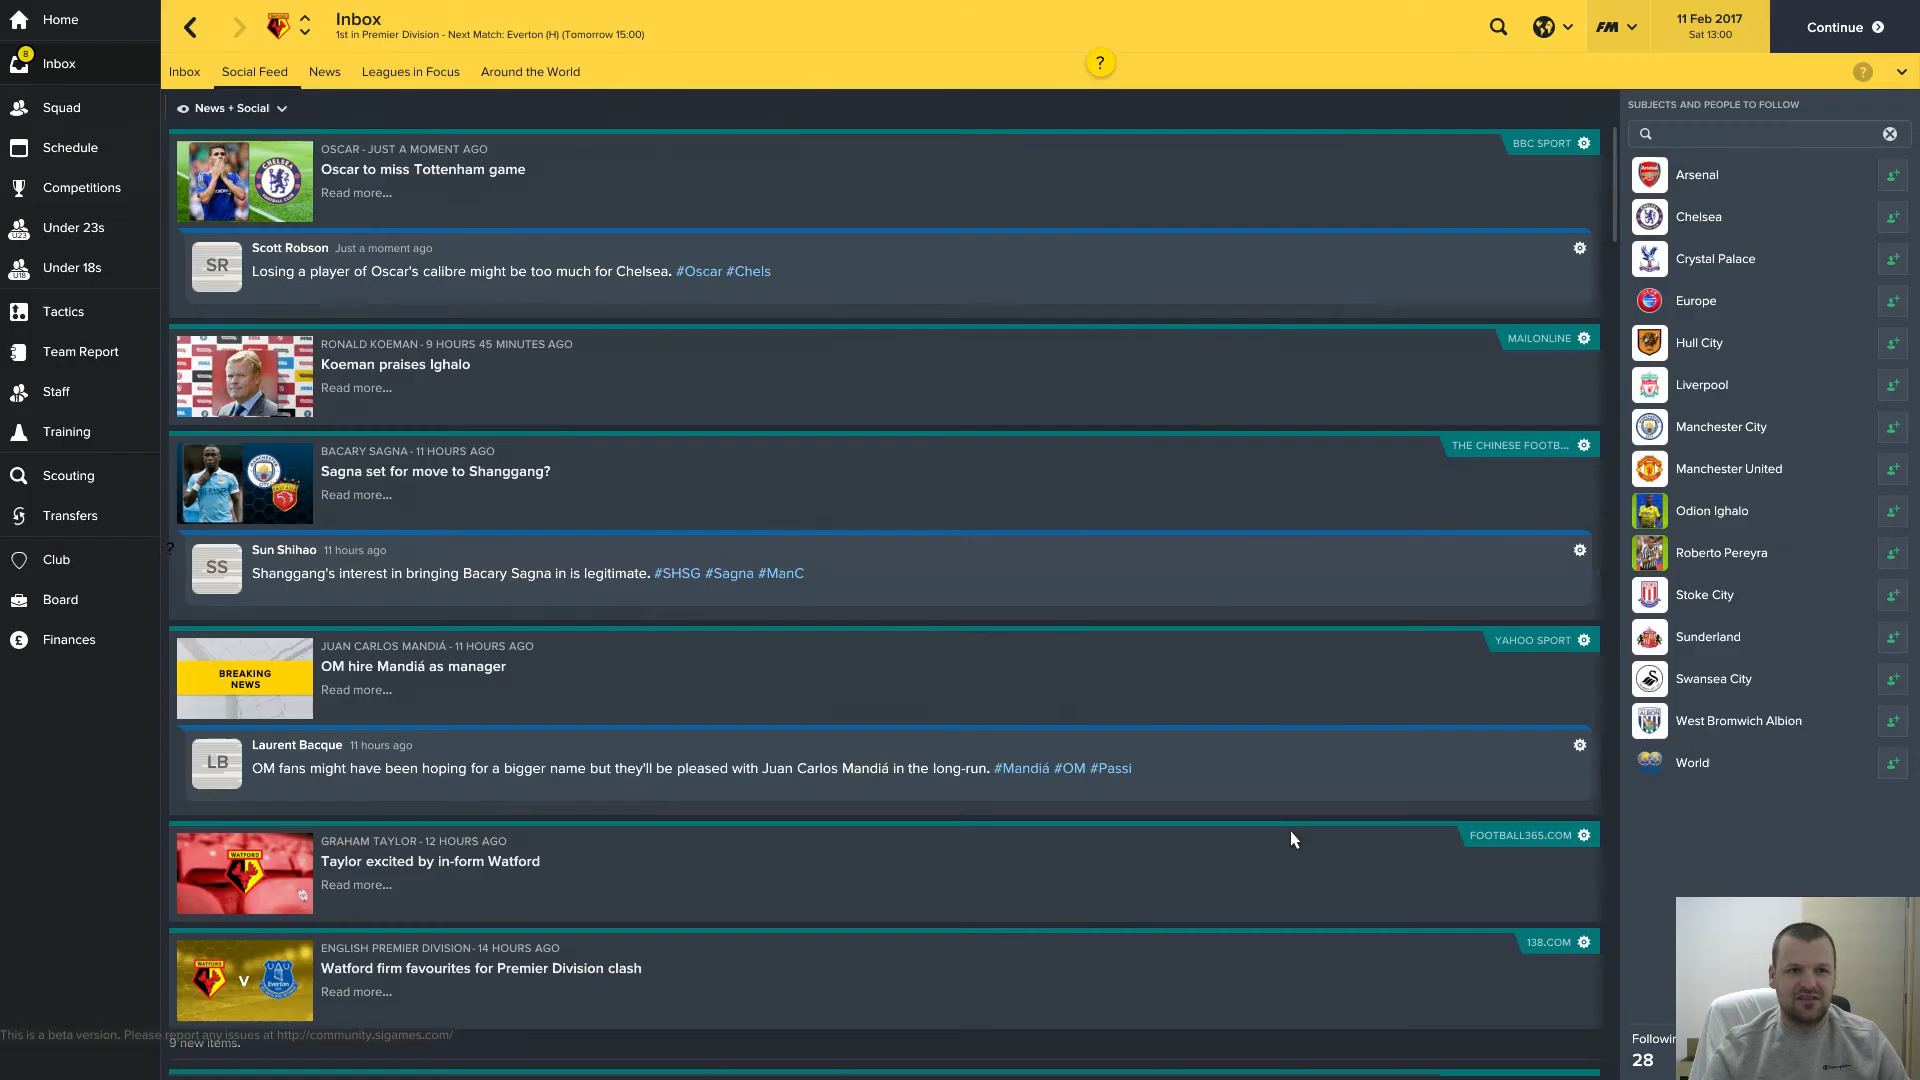 Home
8
Inbox
Squad
Schedule
Competitions
U23
Under 23s
U18
Under 18s
Tactics
Team Report
Staff
Training
Scouting
Transfers
Club
Board
Finances
Inbox
1st in Premier Division - Next Match: Everton (H) (Tomorrow 15:00)
FM
11 Feb 2017
Sat 13:00
Continue
Inbox
Social Feed
News
Leagues in Focus
Around the World
?
?
News + Social
OSCAR - JUST A MOMENT AGO
BBC SPORT
Oscar to miss Tottenham game
Read more...
SR
Scott Robson Just a moment ago
Losing a player of Oscar's calibre might be too much for Chelsea. #Oscar #Chels
RONALD KOEMAN - 9 HOURS 45 MINUTES AGO
MAILONLINE
Koeman praises Ighalo
Read more...
BACARY SAGNA - 11 HOURS AGO
THE CHINESE FOOTB...
Sagna set for move to Shanggang?
Read more...
?
SS
Sun Shihao 11 hours ago
Shanggang's interest in bringing Bacary Sagna in is legitimate. #SHSG #Sagna #ManC
JUAN CARLOS MANDIÁ - 11 HOURS AGO
YAHOO SPORT
BREAKING
NEWS
OM hire Mandiá as manager
Read more...
LB
Laurent Bacque 11 hours ago
OM fans might have been hoping for a bigger name but they'll be pleased with Juan Carlos Mandiá in the long-run. #Mandiá #OM #Passi
GRAHAM TAYLOR - 12 HOURS AGO
FOOTBALL365.COM
WATFORD
Taylor excited by in-form Watford
Read more...
ENGLISH PREMIER DIVISION - 14 HOURS AGO
138.COM
WATFORD
V
Everton
Watford firm favourites for Premier Division clash
Read more...
This is a beta version. Please report any issues at http://community.sigames.com/
9 new items.
SUBJECTS AND PEOPLE TO FOLLOW
Arsenal
Chelsea
Crystal Palace
Europe
Hull City
Liverpool
Manchester City
Manchester United
Odion Ighalo
Roberto Pereyra
Stoke City
Sunderland
Swansea City
West Bromwich Albion
World
Followin
28